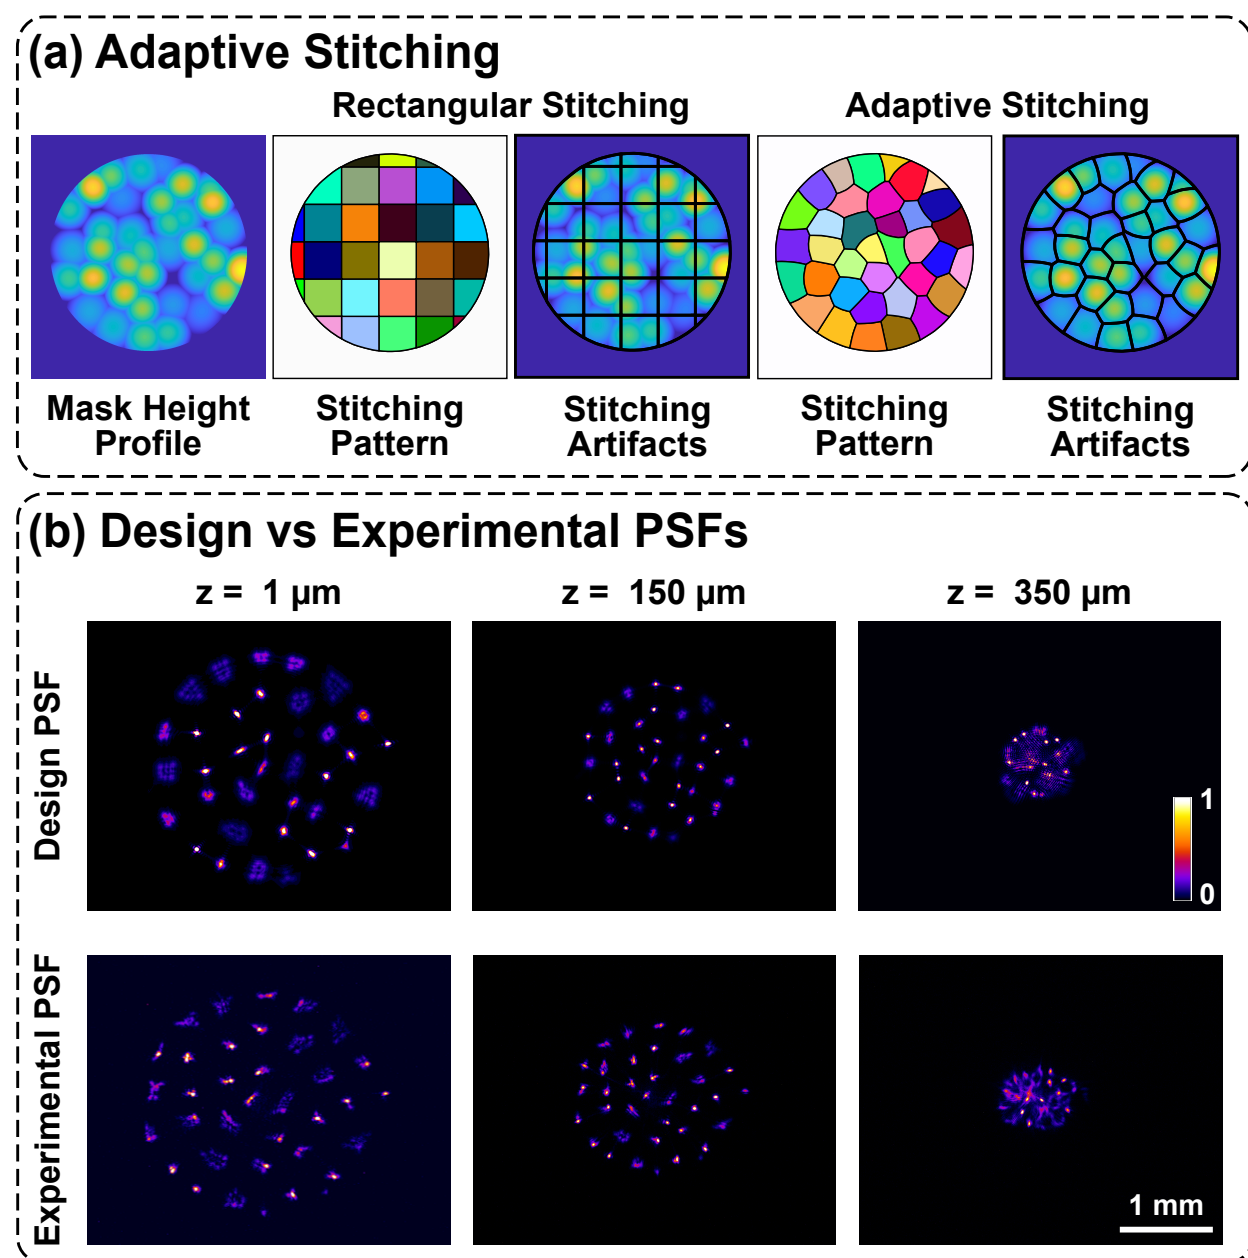 (a) Adaptive Stitching
Rectangular Stitching
Adaptive Stitching
Mask Height
Profile
Stitching
Pattern
Stitching
Artifacts
Stitching
Pattern
Stitching
Artifacts
(b) Design vs Experimental PSFs
z = 1 µm
z = 150 µm
z = 350 µm
Design PSF
1
0
Experimental PSF
1 mm